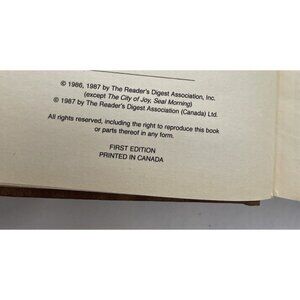 © 1986, 1987 by The Reader's Digest Association, Inc.
(except The City of Joy, Seal Morning)
© 1987 by The Reader's Digest Association (Canada) Ltd.
All rights reserved, including the right to reproduce this book
or parts thereof in any form.
FIRST EDITION
PRINTED IN CANADA